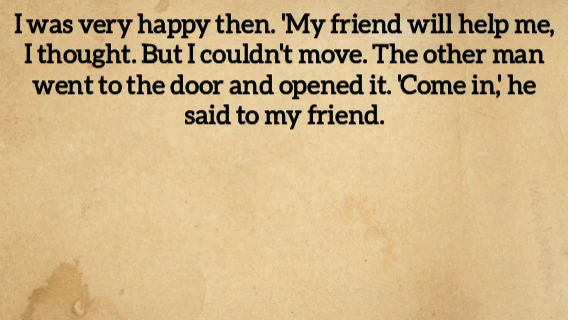 I was very happy then. 'My friend will help me,
I thought. But I couldn't move. The other man
went to the door and opened it. 'Come in,' he
said to my friend.